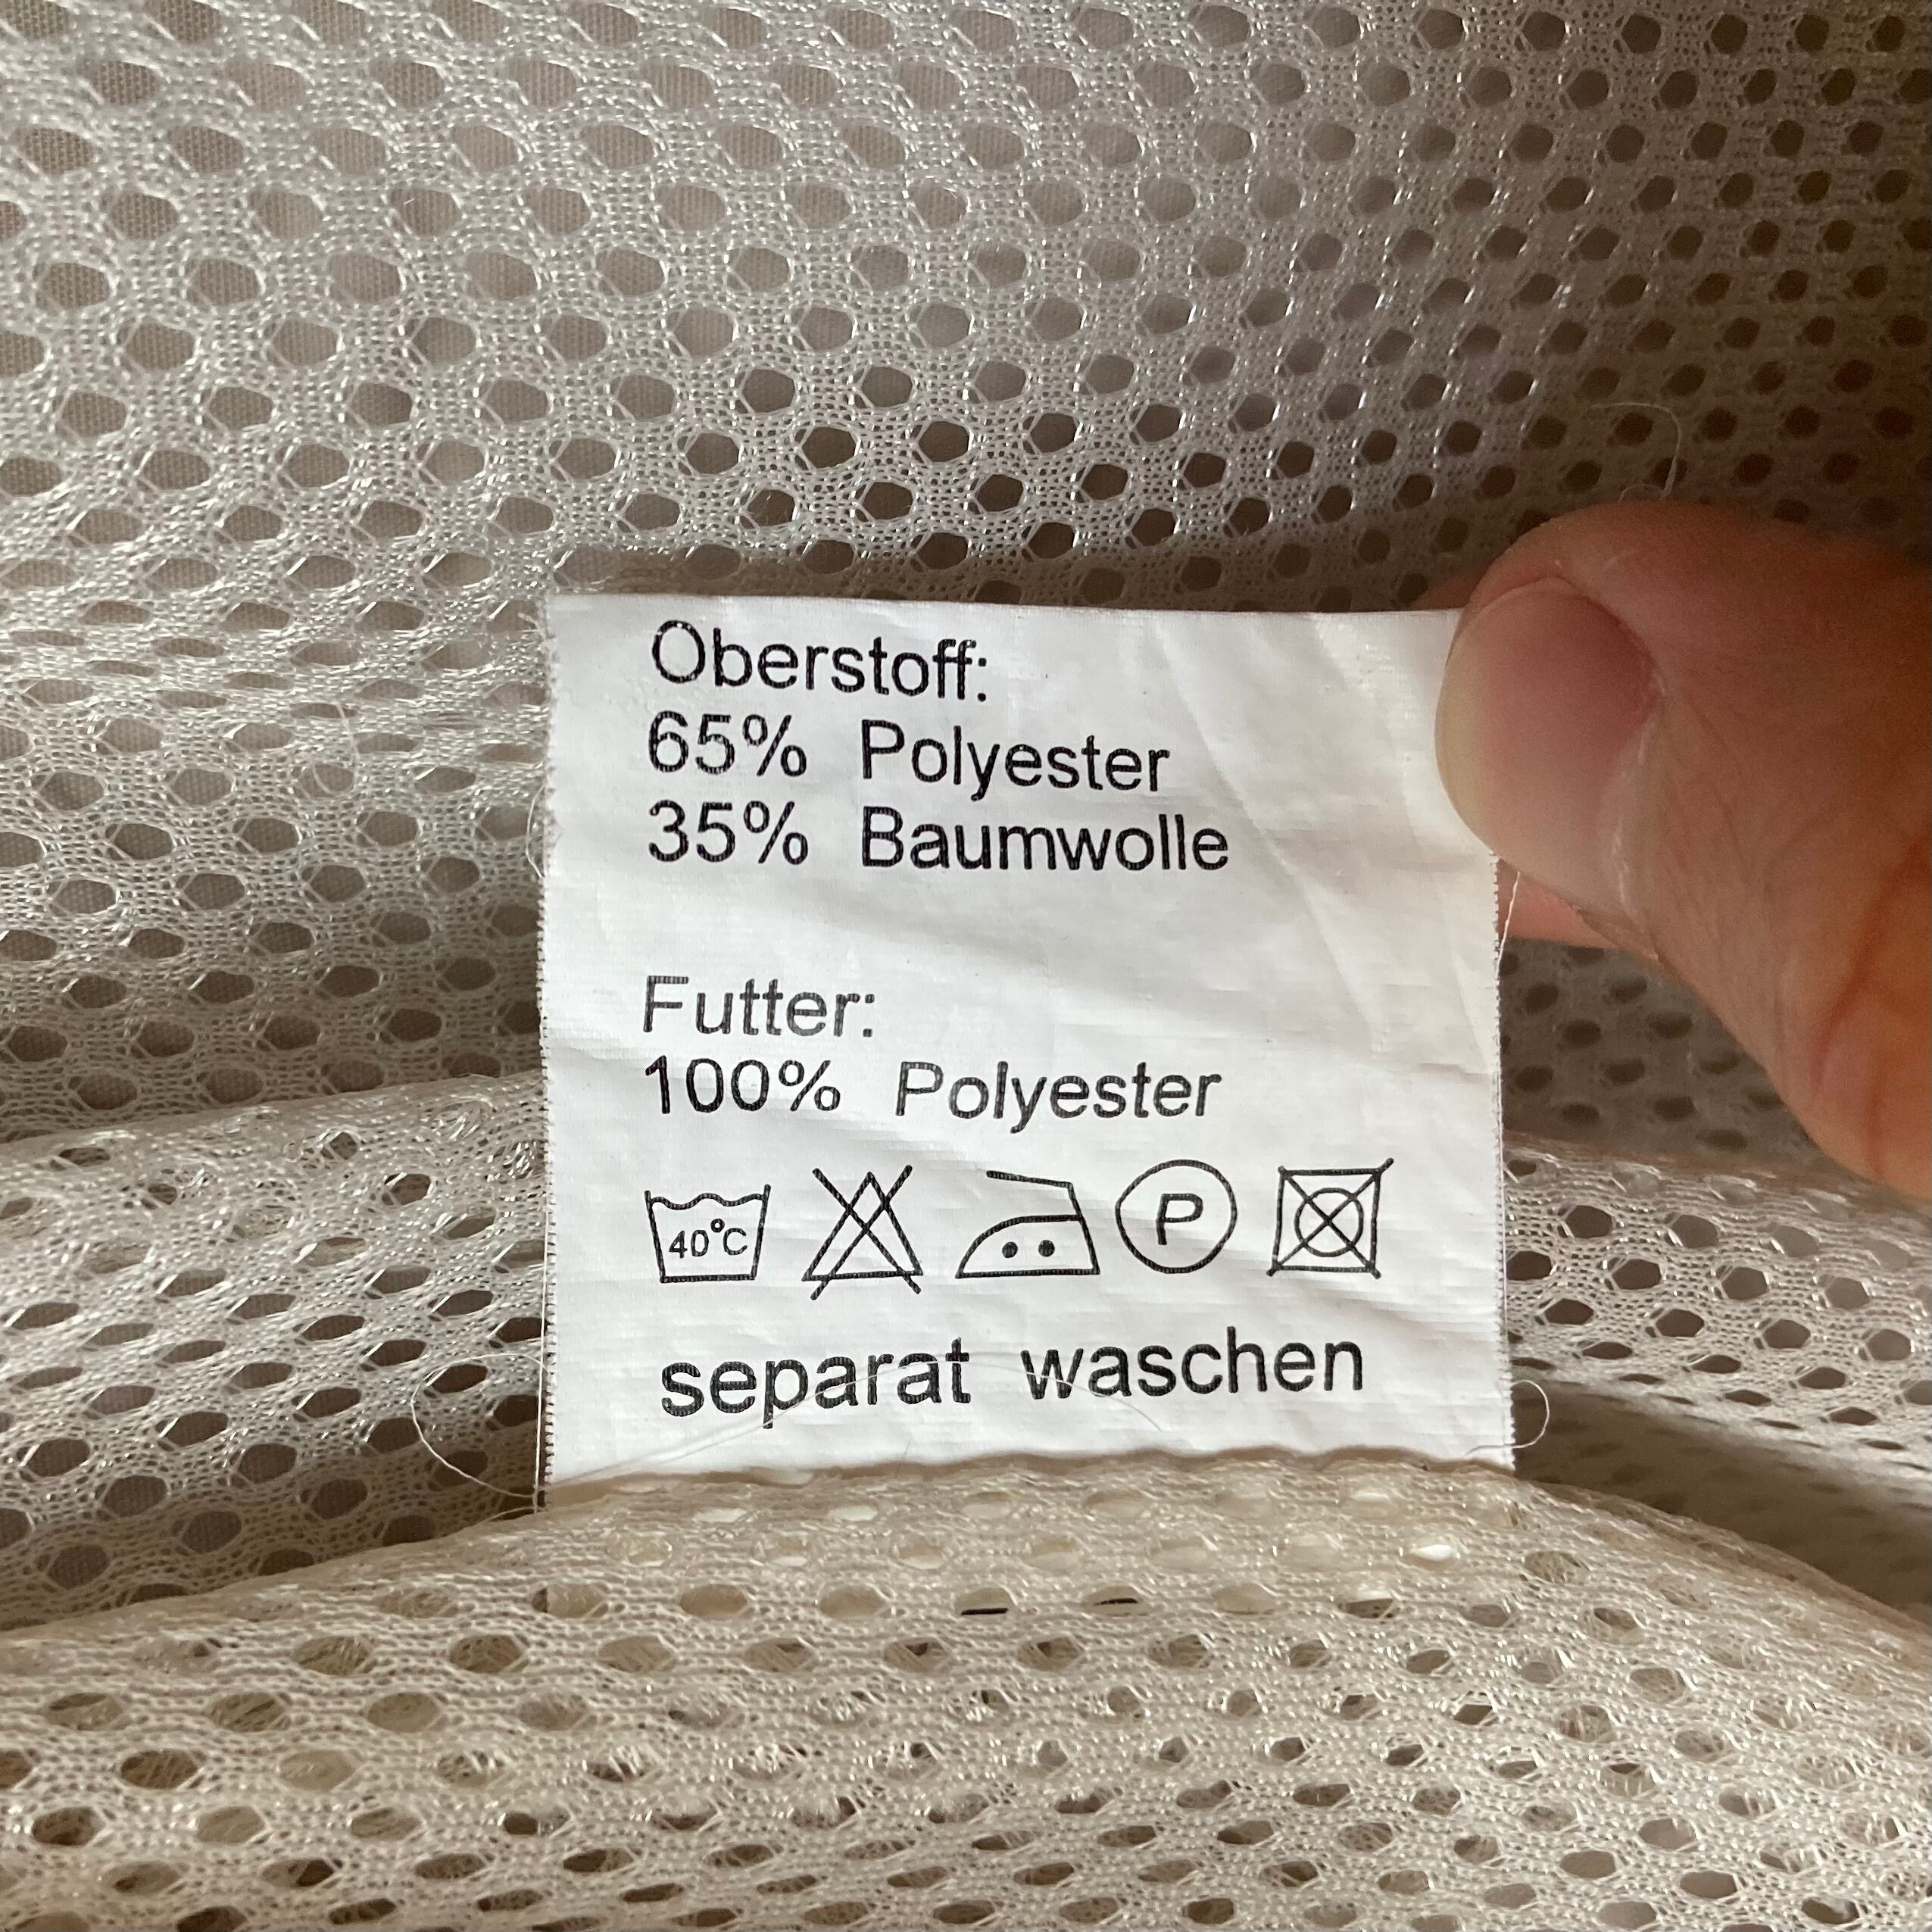 Oberstoff:
65% Polyester
35% Baumwolle
Futter:
100% Polyester
40°C P
separat waschen